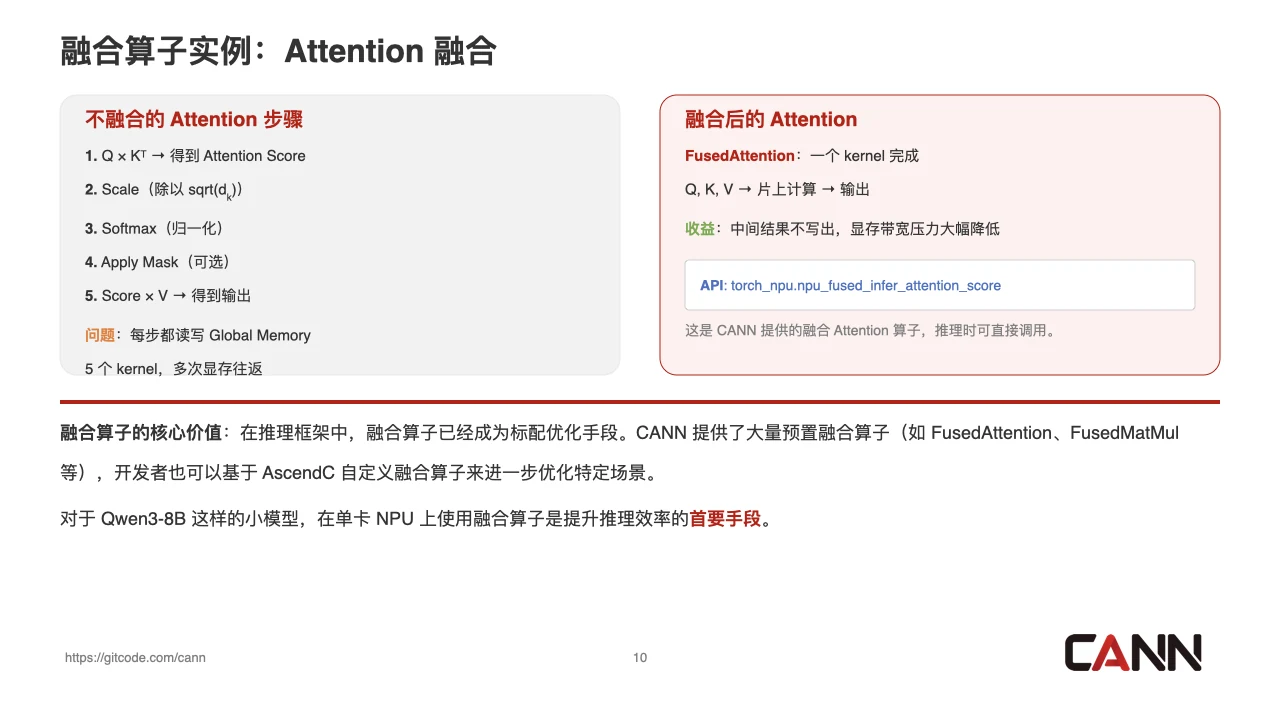 融合算子实例：Attention 融合
不融合的 Attention 步骤
1. Q × Kᵀ → 得到 Attention Score
2. Scale（除以 sqrt(dₖ)）
3. Softmax（归一化）
4. Apply Mask（可选）
5. Score × V → 得到输出
问题：每步都读写 Global Memory
5 个 kernel，多次显存往返
融合后的 Attention
FusedAttention：一个 kernel 完成
Q, K, V → 片上计算 → 输出
收益：中间结果不写出，显存带宽压力大幅降低
API: torch_npu.npu_fused_infer_attention_score
这是 CANN 提供的融合 Attention 算子，推理时可直接调用。
融合算子的核心价值：在推理框架中，融合算子已经成为标配优化手段。CANN 提供了大量预置融合算子（如 FusedAttention、FusedMatMul
等），开发者也可以基于 AscendC 自定义融合算子来进一步优化特定场景。
对于 Qwen3-8B 这样的小模型，在单卡 NPU 上使用融合算子是提升推理效率的首要手段。
https://gitcode.com/cann
10
CANN